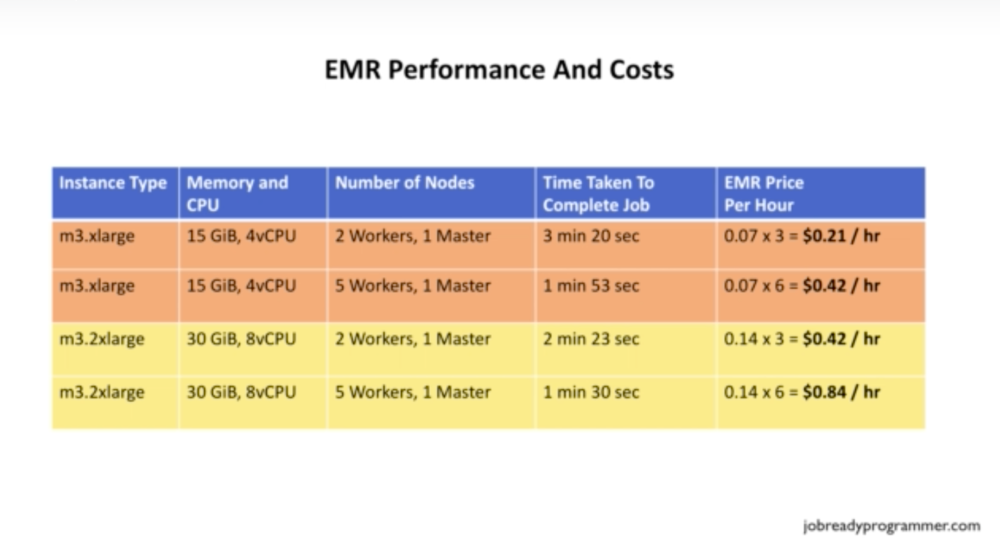 EMR Performance And Costs
Instance Type
Memory and
CPU
Number of Nodes
Time Taken To
Complete Job
EMR Price
Per Hour
m3.xlarge
15 GiB, 4vCPU
2 Workers, 1 Master
3 min 20 sec
0.07 x 3 = $0.21 / hr
m3.xlarge
15 GiB, 4vCPU
5 Workers, 1 Master
1 min 53 sec
0.07 x 6 = $0.42 / hr
m3.2xlarge
30 GiB, 8vCPU
2 Workers, 1 Master
2 min 23 sec
0.14 x 3 = $0.42 / hr
m3.2xlarge
30 GiB, 8vCPU
5 Workers, 1 Master
1 min 30 sec
0.14 x 6 = $0.84 / hr
jobreadyprogrammer.com